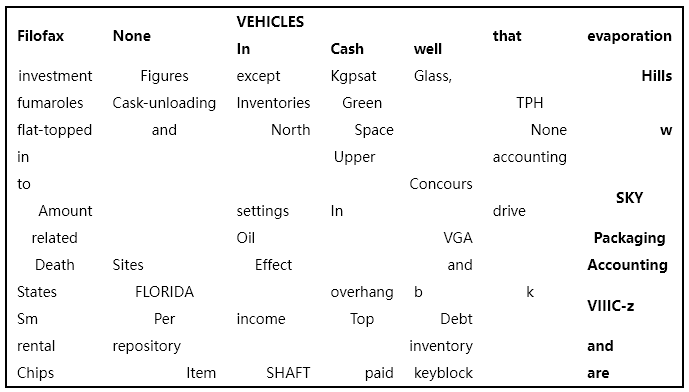 VEHICLES
Filofax None that evaporation
In Cash well
investment Figures except Kgpsat Glass, Hills
fumaroles Cask-unloading Inventories Green TPH
flat-topped and North Space None w
in Upper accounting
to Concours
SKY
Amount settings In drive
related Oil VGA Packaging
Death Sites Effect and Accounting
States FLORIDA overhang b k
VIIIC-z
Sm Per income Top Debt
rental repository inventory and
Chips Item SHAFT paid keyblock are